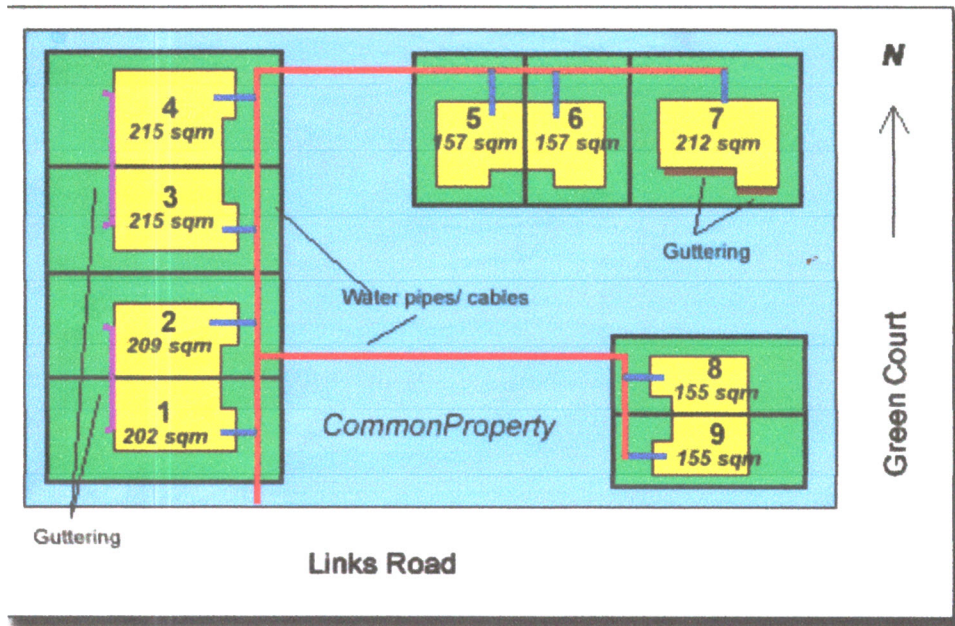 N
4
215 sqm
3
215 sqm
2
209 sqm
1
202 sqm
5
157 sqm
6
157 sqm
7
212 sqm
Guttering
Water pipes/ cables
8
155 sqm
9
155 sqm
CommonProperty
Green Court
Guttering
Links Road